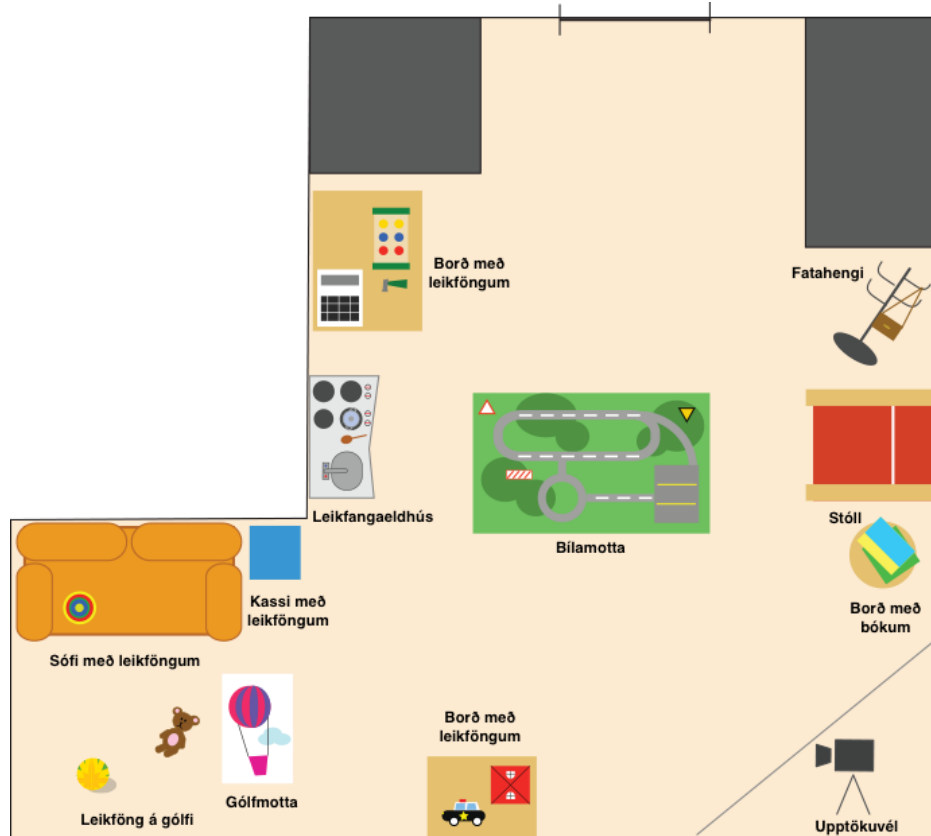 Borð með
leikföngum
Fatahengi
Leikfangaeldhús
Stóll
Bílamotta
Kassi með
leikföngum
Borð með
bókum
Sófi með leikföngum
Borð með
leikföngum
Gólfmotta
Leikföng á gólfi
Upptökuvél